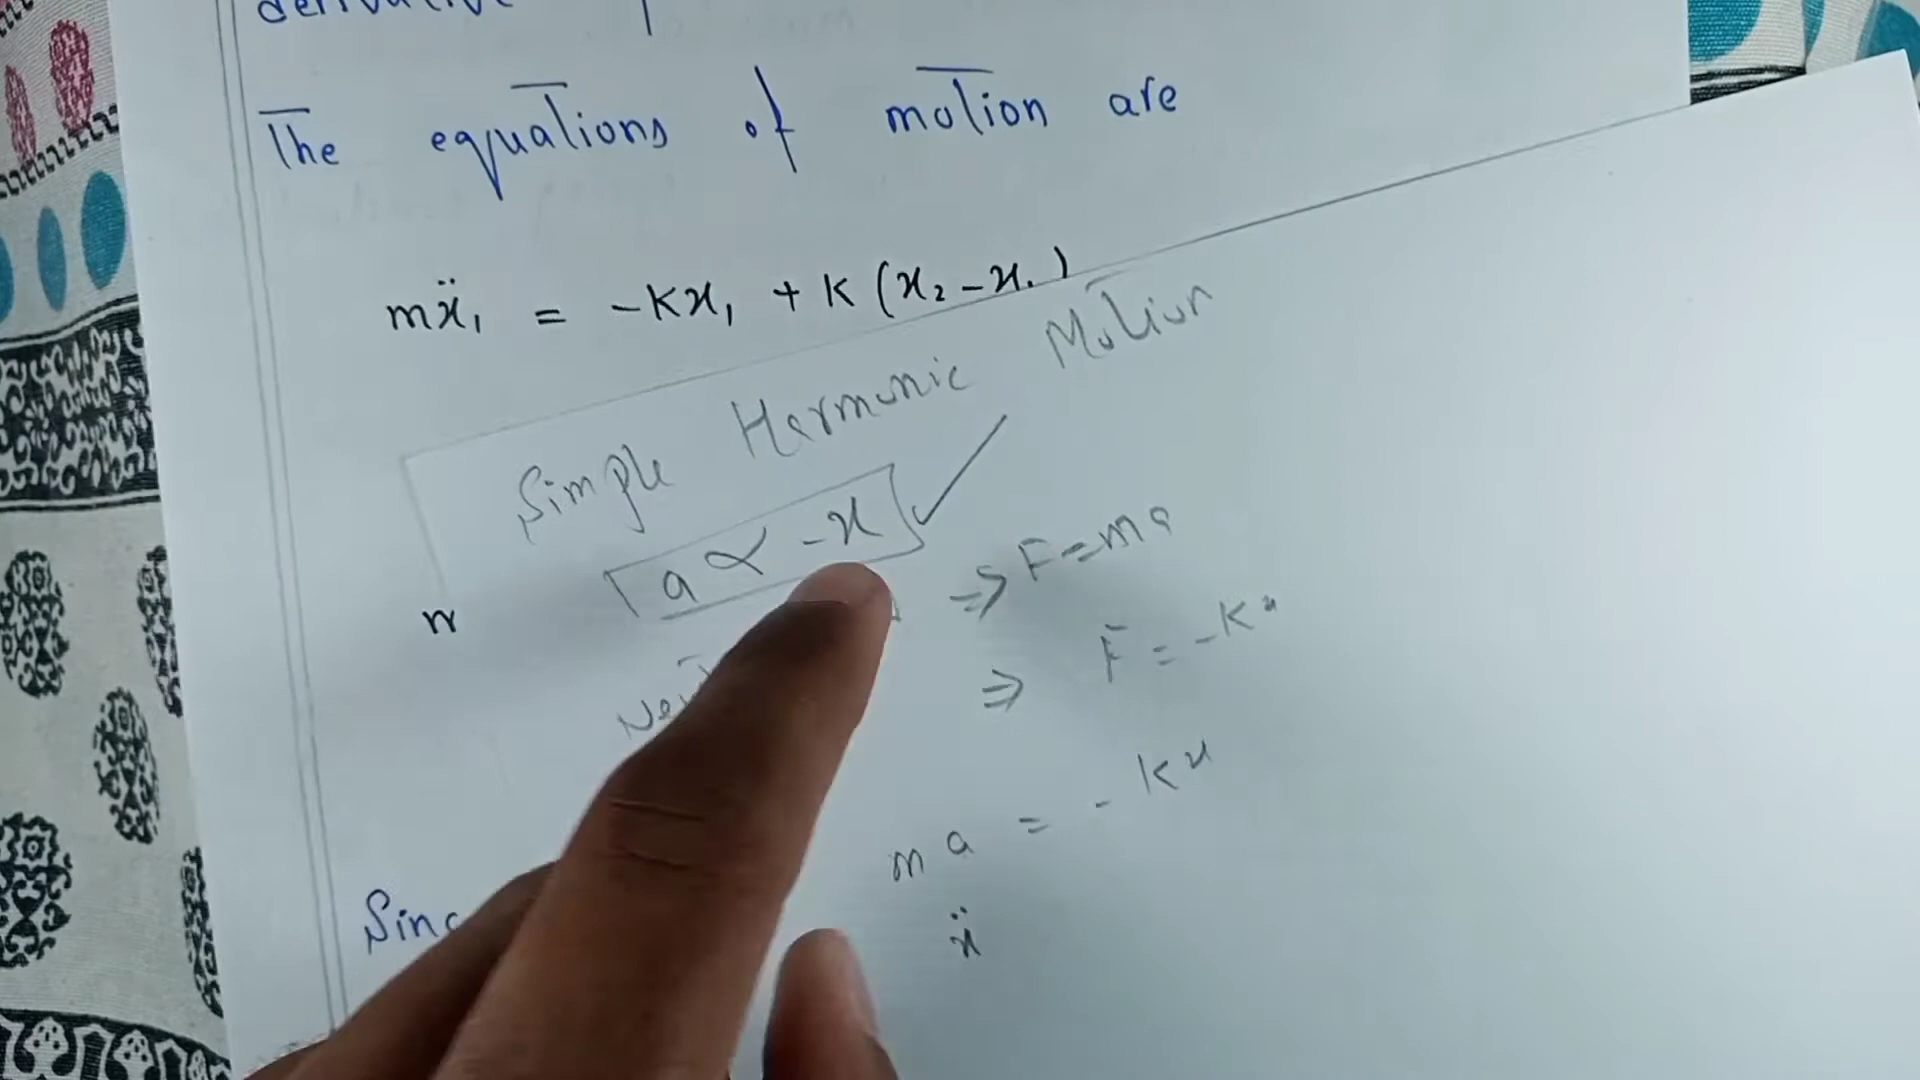 The equations of motion are
mẍ₁ = -Kx₁ + K (x₂ - x₁)
Simple Harmonic Motion
a ∝ -x
⇒ F = ma
⇒ F = -Kx
ma = -Kx
ẍ